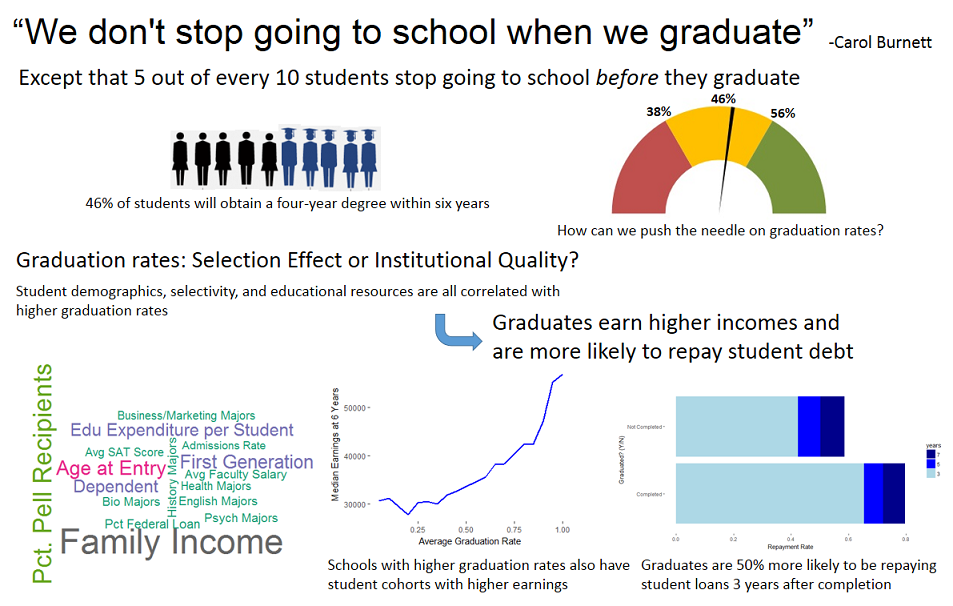 “We don't stop going to school when we graduate” -Carol Burnett
Except that 5 out of every 10 students stop going to school before they graduate
38%
46%
56%
46% of students will obtain a four-year degree within six years
How can we push the needle on graduation rates?
Graduation rates: Selection Effect or Institutional Quality?
Student demographics, selectivity, and educational resources are all correlated with
higher graduation rates
Graduates earn higher incomes and
are more likely to repay student debt
Pct. Pell Recipients
Business/Marketing Majors
Edu Expenditure per Student
Admissions Rate
Avg SAT Score
History Majors
First Generation
Age at Entry
Avg Faculty Salary
Dependent
Health Majors
Bio Majors
English Majors
Psych Majors
Pct Federal Loan
Family Income
Median Earnings at 6 Years
50000
40000
30000
0.25 0.50 0.75 1.00
Average Graduation Rate
Schools with higher graduation rates also have
student cohorts with higher earnings
Graduated? (Y/N)
Not Completed
Completed
0.0 0.2 0.4 0.6 0.8
Repayment Rate
years
7
5
3
Graduates are 50% more likely to be repaying
student loans 3 years after completion